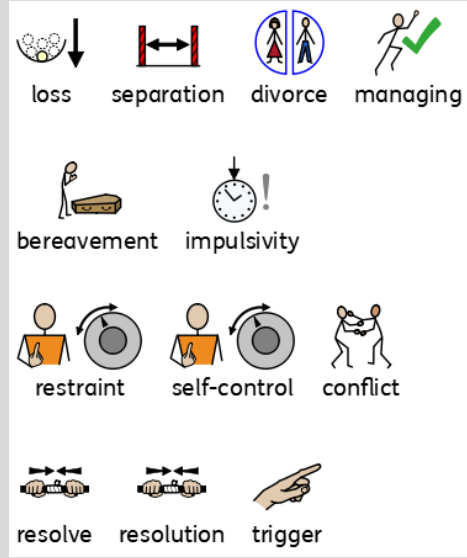 loss separation divorce managing
bereavement impulsivity
restraint self-control conflict
resolve resolution trigger